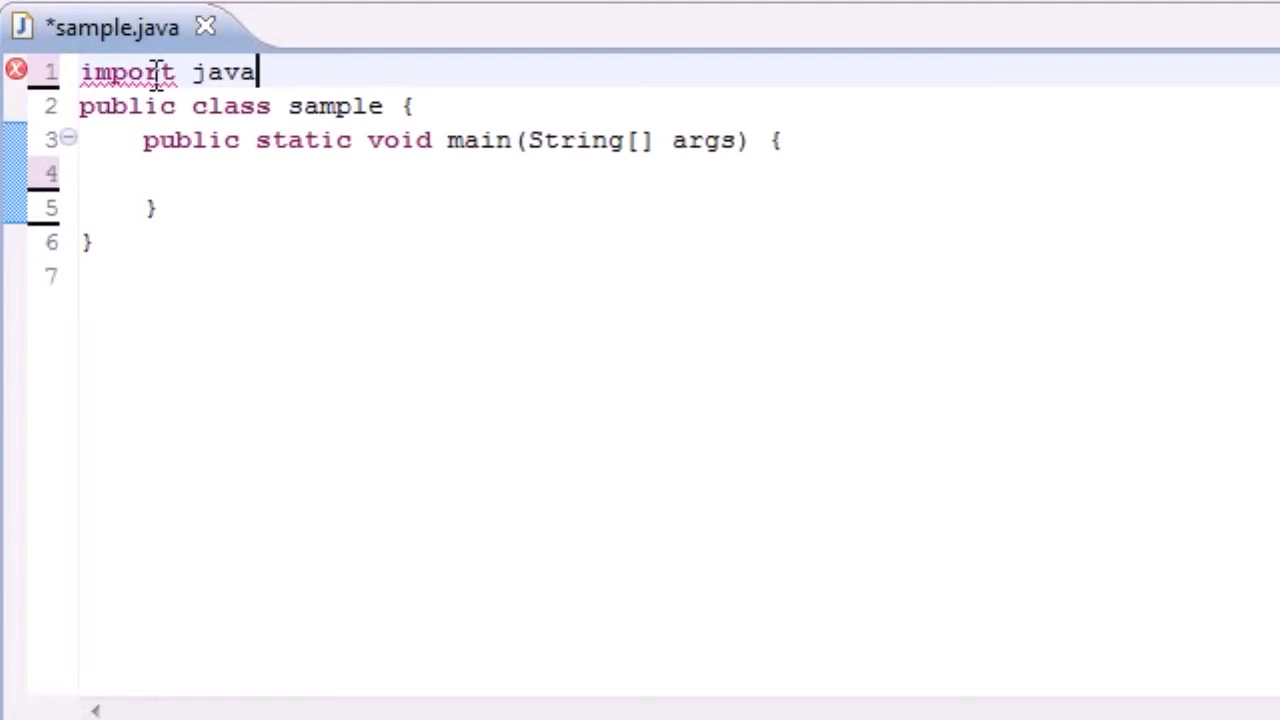 *sample.java
1 import java
2 public class sample {
3 public static void main(String[] args) {
4
5 }
6 }
7